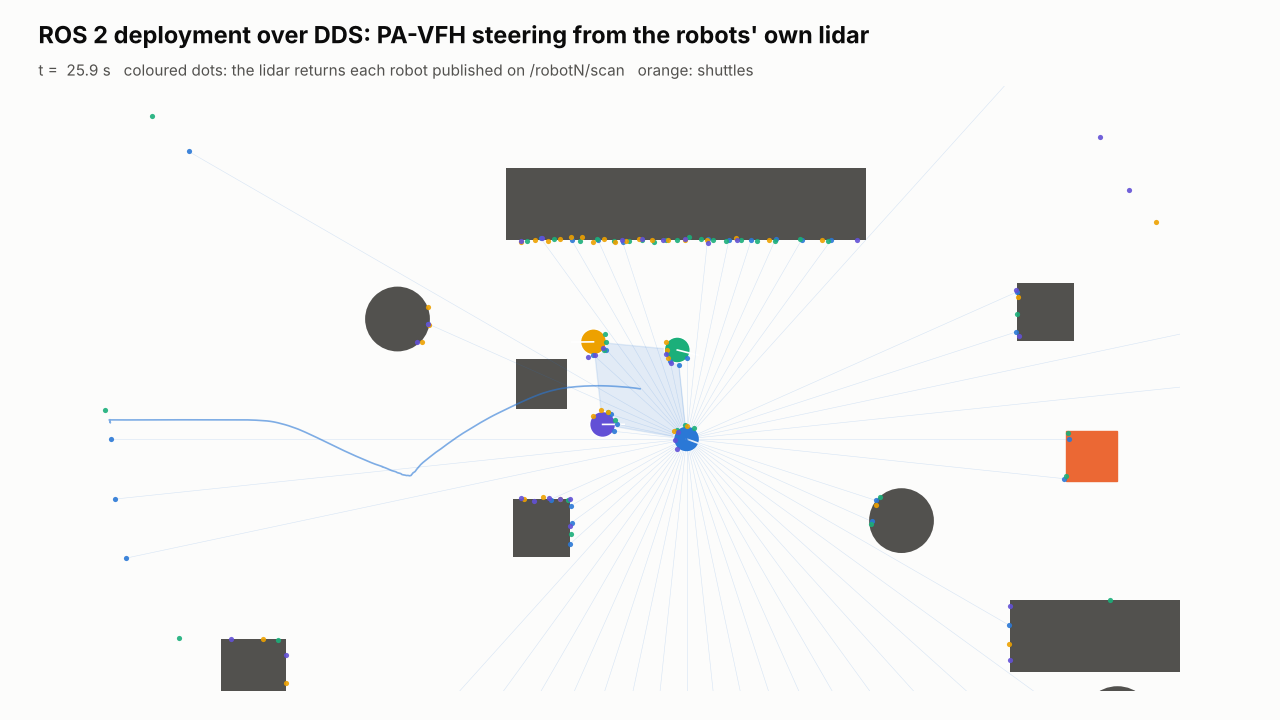 ROS 2 deployment over DDS: PA-VFH steering from the robots' own lidar
t =  25.9 s   coloured dots: the lidar returns each robot published on /robotN/scan   orange: shuttles